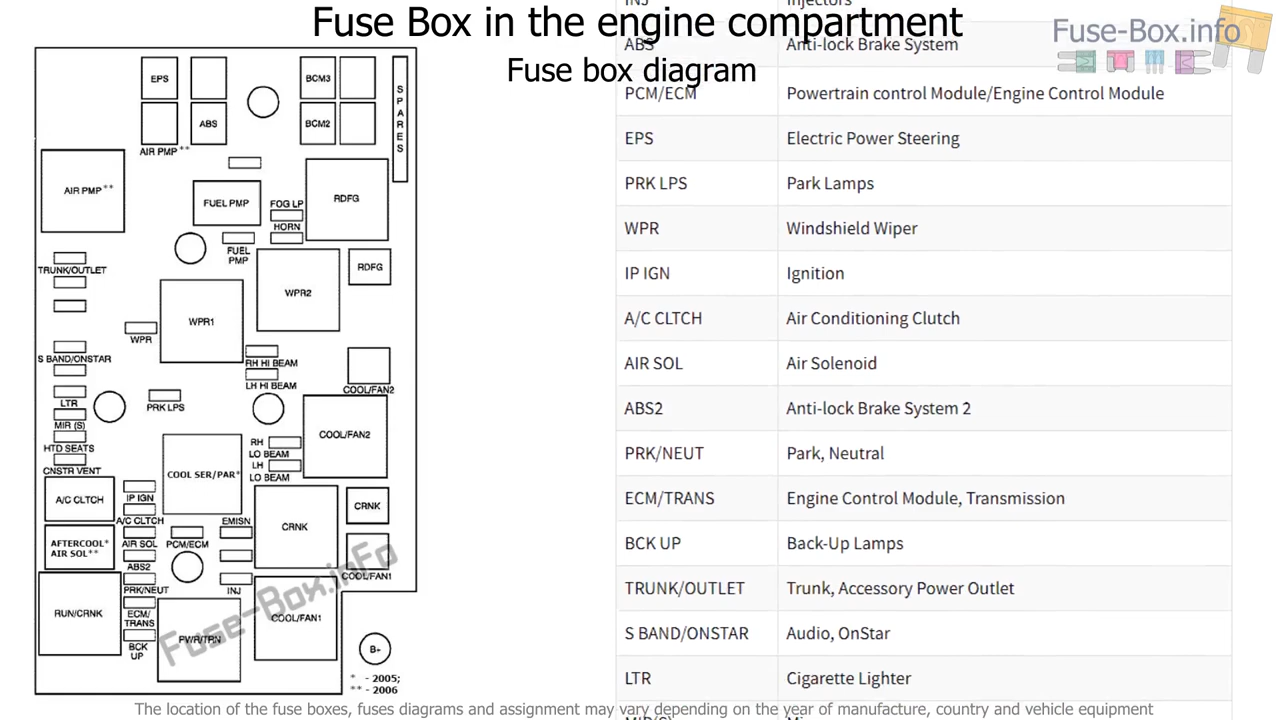 Fuse Box in the engine compartment
Fuse box diagram
Fuse-Box.info
EPS
BCM3
BCM2
ABS
SPARES
AIR PMP **
AIR PMP **
FUEL PMP
FOG LP
HORN
RDFG
FUEL
PMP
RDFG
TRUNK/OUTLET
WPR2
WPR1
WPR
S BAND/ONSTAR
RH HI BEAM
LH HI BEAM
COOL/FAN2
LTR
PRK LPS
MIR (S)
HTD SEATS
CNSTR VENT
COOL/FAN2
RH
LO BEAM
LH
LO BEAM
COOL SER/PAR*
A/C CLTCH
IP IGN
A/C CLTCH
EMISN
CRNK
CRNK
AFTERCOOL*
AIR SOL**
AIR SOL
PCM/ECM
ABS2
COOL/FAN1
PRK/NEUT
INJ
RUN/CRNK
ECM/
TRANS
BCK
UP
PWR/TRN
COOL/FAN1
B+
* - 2005;
** - 2006
Fuse-Box.inFo
INJ Injectors
ABS Anti-lock Brake System
PCM/ECM Powertrain control Module/Engine Control Module
EPS Electric Power Steering
PRK LPS Park Lamps
WPR Windshield Wiper
IP IGN Ignition
A/C CLTCH Air Conditioning Clutch
AIR SOL Air Solenoid
ABS2 Anti-lock Brake System 2
PRK/NEUT Park, Neutral
ECM/TRANS Engine Control Module, Transmission
BCK UP Back-Up Lamps
TRUNK/OUTLET Trunk, Accessory Power Outlet
S BAND/ONSTAR Audio, OnStar
LTR Cigarette Lighter
The location of the fuse boxes, fuses diagrams and assignment may vary depending on the year of manufacture, country and vehicle equipment